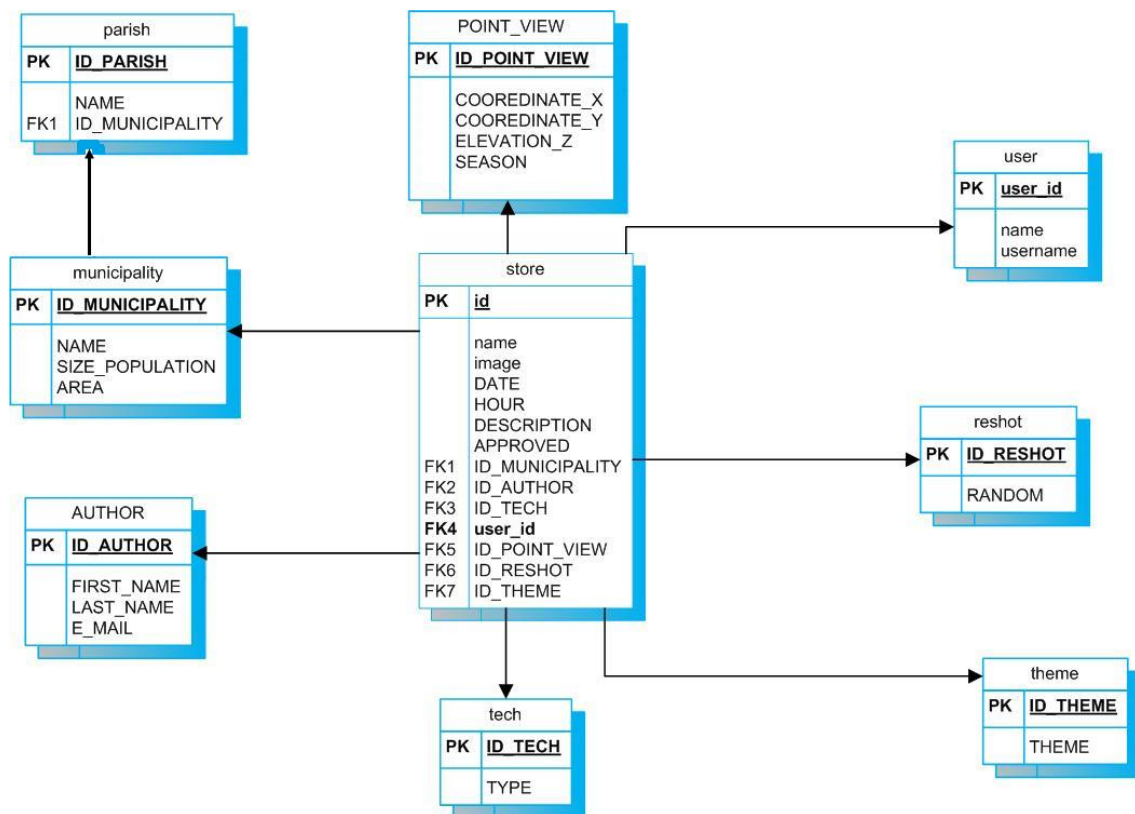 parish
PK ID_PARISH
NAME
FK1 ID_MUNICIPALITY
POINT_VIEW
PK ID_POINT_VIEW
COOREDINATE_X
COORDINATE_Y
ELEVATION_Z
SEASON
user
PK user_id
name
username
municipality
PK ID_MUNICIPALITY
NAME
SIZE_POPULATION
AREA
store
PK id
name
image
DATE
HOUR
DESCRIPTION
APPROVED
FK1 ID_MUNICIPALITY
FK2 ID_AUTHOR
FK3 ID_TECH
FK4 user_id
FK5 ID_POINT_VIEW
FK6 ID_RESHOT
FK7 ID_THEME
reshot
PK ID_RESHOT
RANDOM
AUTHOR
PK ID_AUTHOR
FIRST_NAME
LAST_NAME
E_MAIL
tech
PK ID_TECH
TYPE
theme
PK ID_THEME
THEME